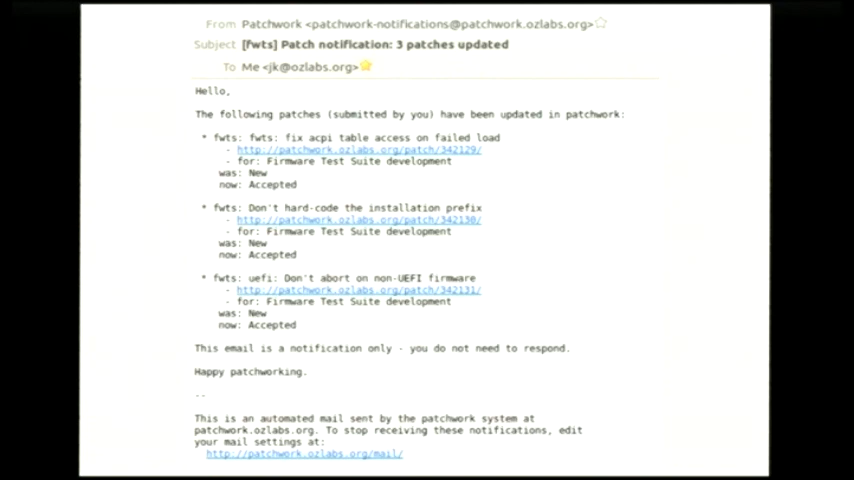 From Patchwork <patchwork-notifications@patchwork.ozlabs.org>
Subject [fwts] Patch notification: 3 patches updated
To Me <jk@ozlabs.org>
Hello,
The following patches (submitted by you) have been updated in patchwork:
* fwts: fwts: fix acpi table access on failed load
- http://patchwork.ozlabs.org/patch/342129/
- for: Firmware Test Suite development
was: New
now: Accepted
* fwts: Don't hard-code the installation prefix
- http://patchwork.ozlabs.org/patch/342130/
- for: Firmware Test Suite development
was: New
now: Accepted
* fwts: uefi: Don't abort on non-UEFI firmware
- http://patchwork.ozlabs.org/patch/342131/
- for: Firmware Test Suite development
was: New
now: Accepted
This email is a notification only - you do not need to respond.
Happy patchworking.
--
This is an automated mail sent by the patchwork system at
patchwork.ozlabs.org. To stop receiving these notifications, edit
your mail settings at:
http://patchwork.ozlabs.org/mail/